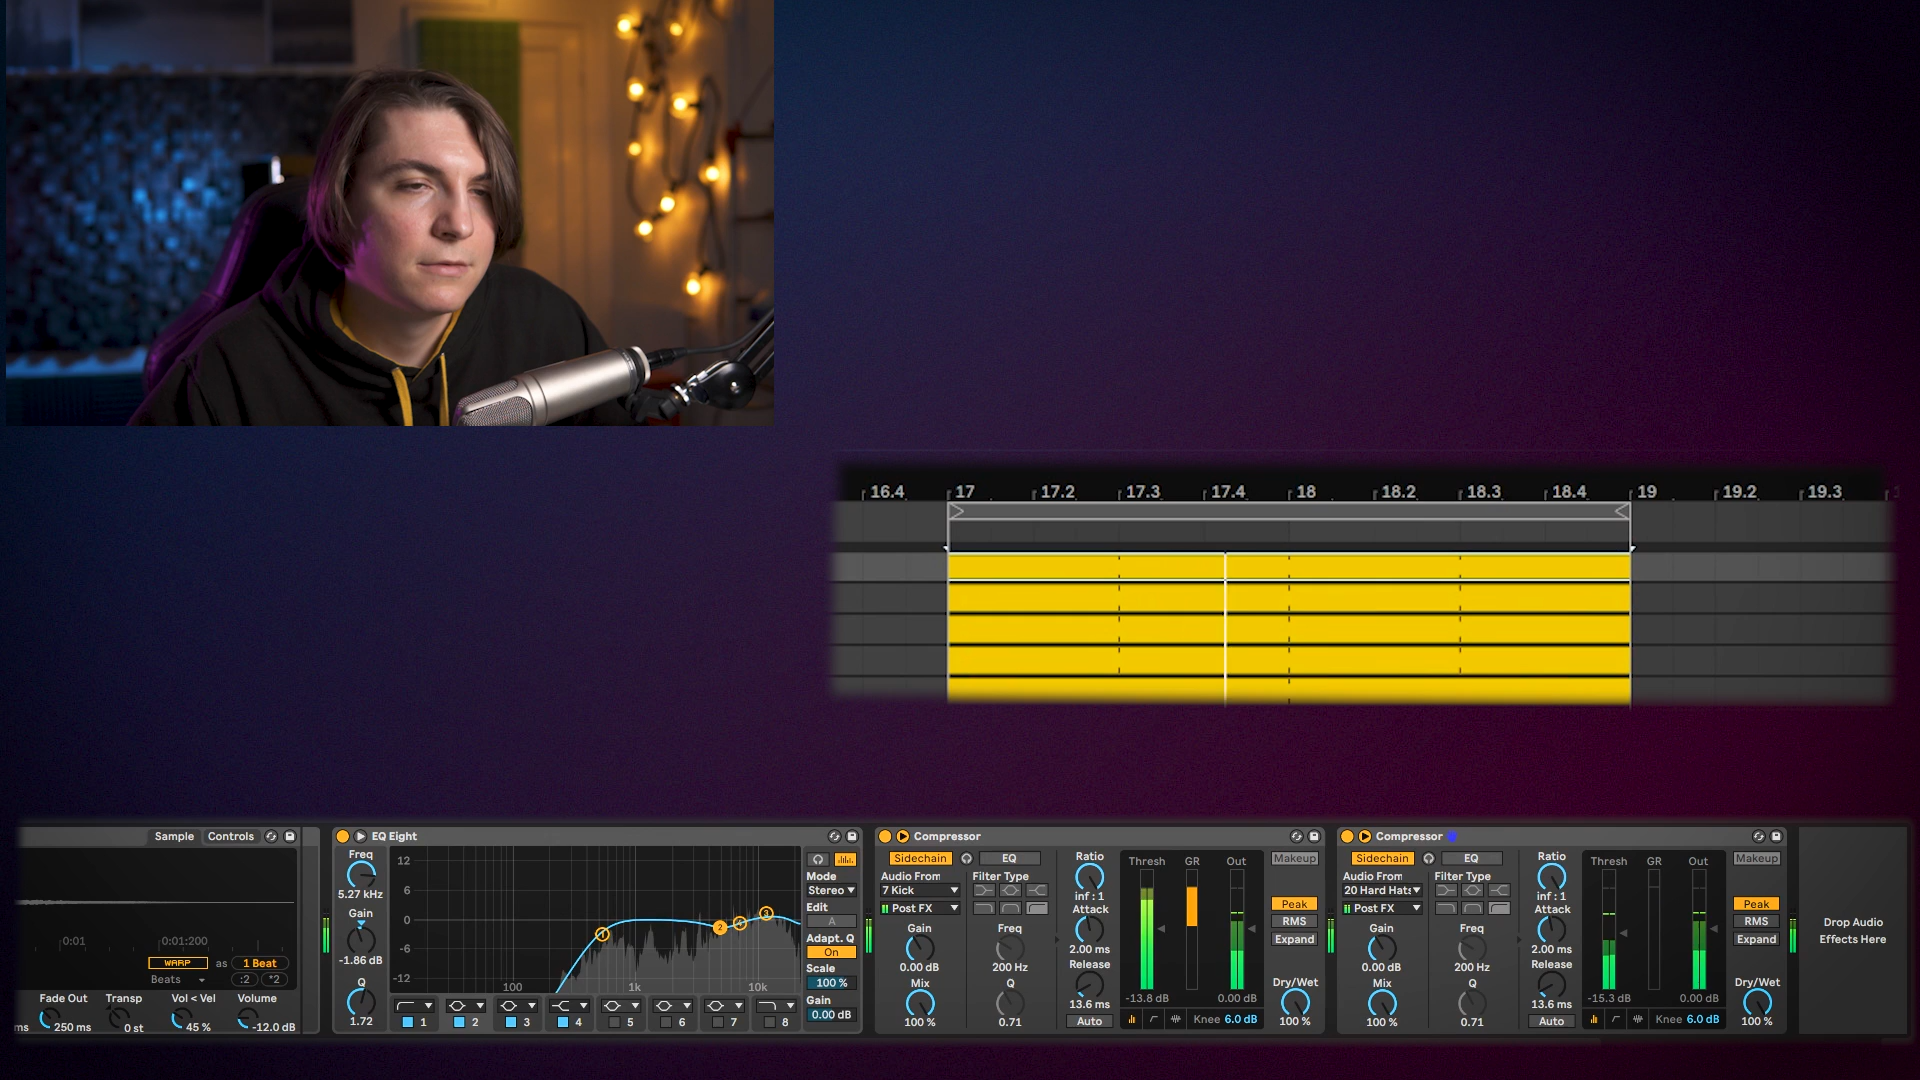 16.4 17 17.2 17.3 17.4 18 18.2 18.3 18.4 19 19.2 19.3
Sample Controls
0:01 0:01:200
WARP as 1 Beat
Beats :2 *2
Fade Out Transp Vol < Vel Volume
ms 250 ms 0 st 45 % -12.0 dB
EQ Eight
Freq
5.27 kHz
Gain
-1.86 dB
Q
1.72
12
6
0
-6
-12
100 1k 10k
1 2 3 4 5 6 7 8
Mode
Stereo
Edit
A
Adapt. Q
On
Scale
100 %
Gain
0.00 dB
Compressor
Sidechain EQ
Audio From Filter Type
7 Kick
Post FX
Gain Freq
0.00 dB 200 Hz
Mix Q
100 % 0.71
Ratio
inf : 1
Attack
2.00 ms
Release
13.6 ms
Auto
Thresh GR Out
-13.8 dB 0.00 dB
Knee 6.0 dB
Makeup
Peak
RMS
Expand
Dry/Wet
100 %
Compressor
Sidechain EQ
Audio From Filter Type
20 Hard Hats
Post FX
Gain Freq
0.00 dB 200 Hz
Mix Q
100 % 0.71
Ratio
inf : 1
Attack
2.00 ms
Release
13.6 ms
Auto
Thresh GR Out
-15.3 dB 0.00 dB
Knee 6.0 dB
Makeup
Peak
RMS
Expand
Dry/Wet
100 %
Drop Audio
Effects Here